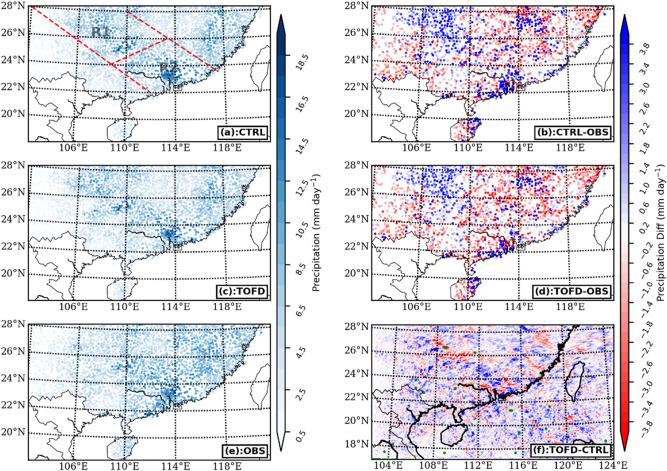 28°N
26°N
24°N
22°N
20°N
R1
R2
(a):CTRL
106°E 110°E 114°E 118°E
28°N
26°N
24°N
22°N
20°N
(b):CTRL-OBS
106°E 110°E 114°E 118°E
28°N
26°N
24°N
22°N
20°N
(c):TOFD
106°E 110°E 114°E 118°E
28°N
26°N
24°N
22°N
20°N
(d):TOFD-OBS
106°E 110°E 114°E 118°E
28°N
26°N
24°N
22°N
20°N
(e):OBS
106°E 110°E 114°E 118°E
28°N
26°N
24°N
22°N
20°N
18°N
(f):TOFD-CTRL
104°E 108°E 112°E 116°E 120°E 124°E
18.5
16.5
14.5
12.5
10.5
8.5
6.5
4.5
2.5
0.5
Precipitation (mm day⁻¹)
3.8
3.4
3.0
2.6
2.2
1.8
1.4
1.0
0.6
0.2
−0.2
−0.6
−1.0
−1.4
−1.8
−2.2
−2.6
−3.0
−3.4
−3.8
Precipitation Diff (mm day⁻¹)